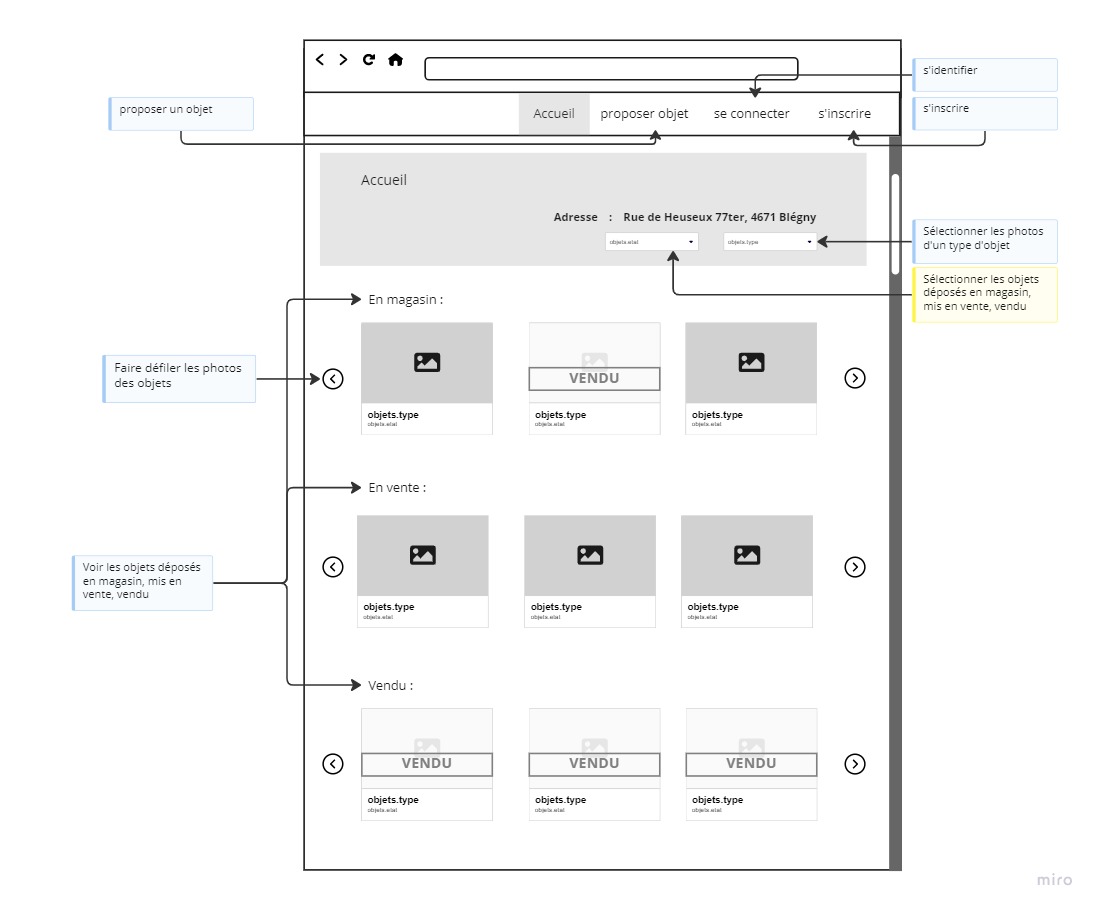 s'identifier
proposer un objet
s'inscrire
Accueil
proposer objet
se connecter
s'inscrire
Accueil
Adresse : Rue de Heuseux 77ter, 4671 Blégny
objets.etat
objets.type
Sélectionner les photos
d'un type d'objet
Sélectionner les objets
déposés en magasin,
mis en vente, vendu
En magasin :
Faire défiler les photos
des objets
VENDU
objets.type
objets.etat
objets.type
objets.etat
objets.type
objets.etat
En vente :
Voir les objets déposés
en magasin, mis en
vente, vendu
objets.type
objets.etat
objets.type
objets.etat
objets.type
objets.etat
Vendu :
VENDU
VENDU
VENDU
objets.type
objets.etat
objets.type
objets.etat
objets.type
objets.etat
miro